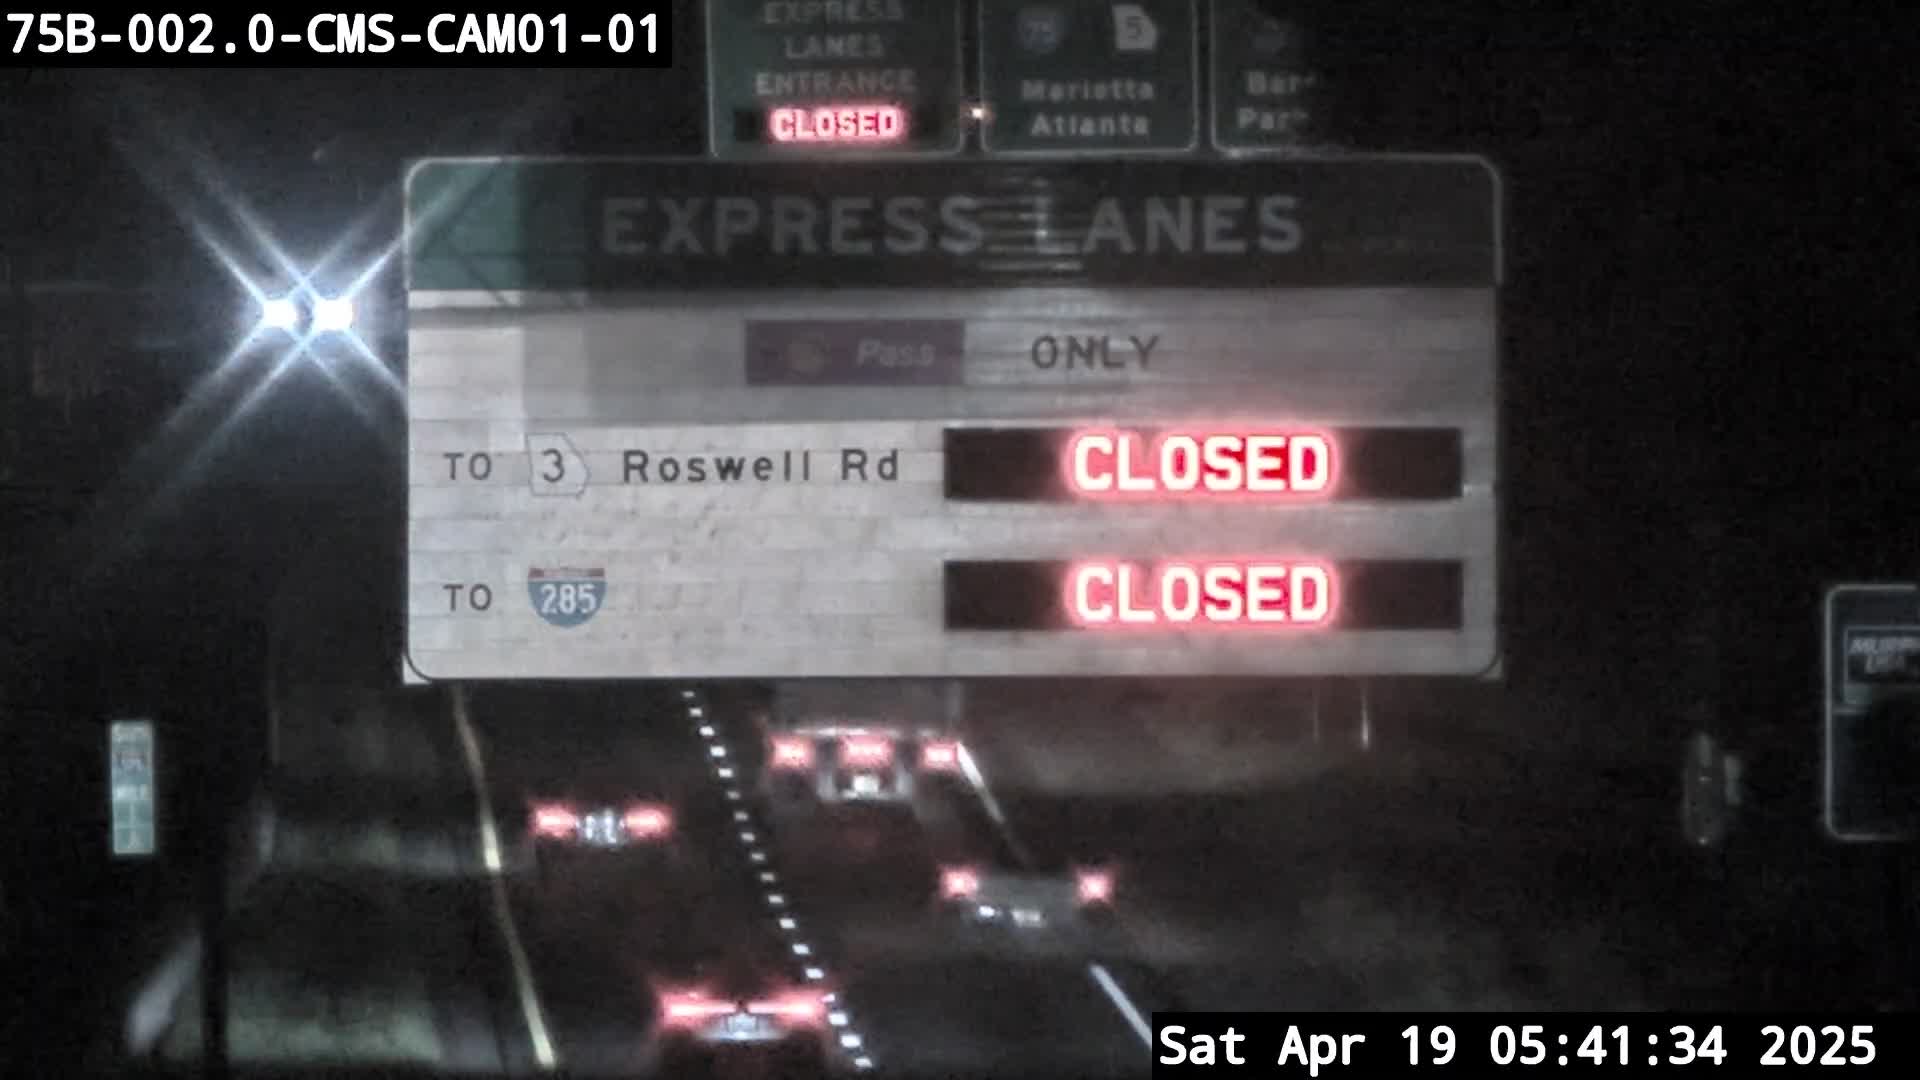 75B-002.0-CMS-CAM01-01
EXPRESS
LANES
ENTRANCE
CLOSED
75 5
Marietta
Atlanta
EXPRESS LANES
Pass ONLY
TO 3 Roswell Rd CLOSED
TO 285 CLOSED
Sat Apr 19 05:41:34 2025